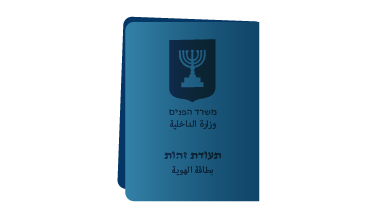 משרד הפנים
وزارة الداخلية
תעודת זהות
بطاقة الهوية